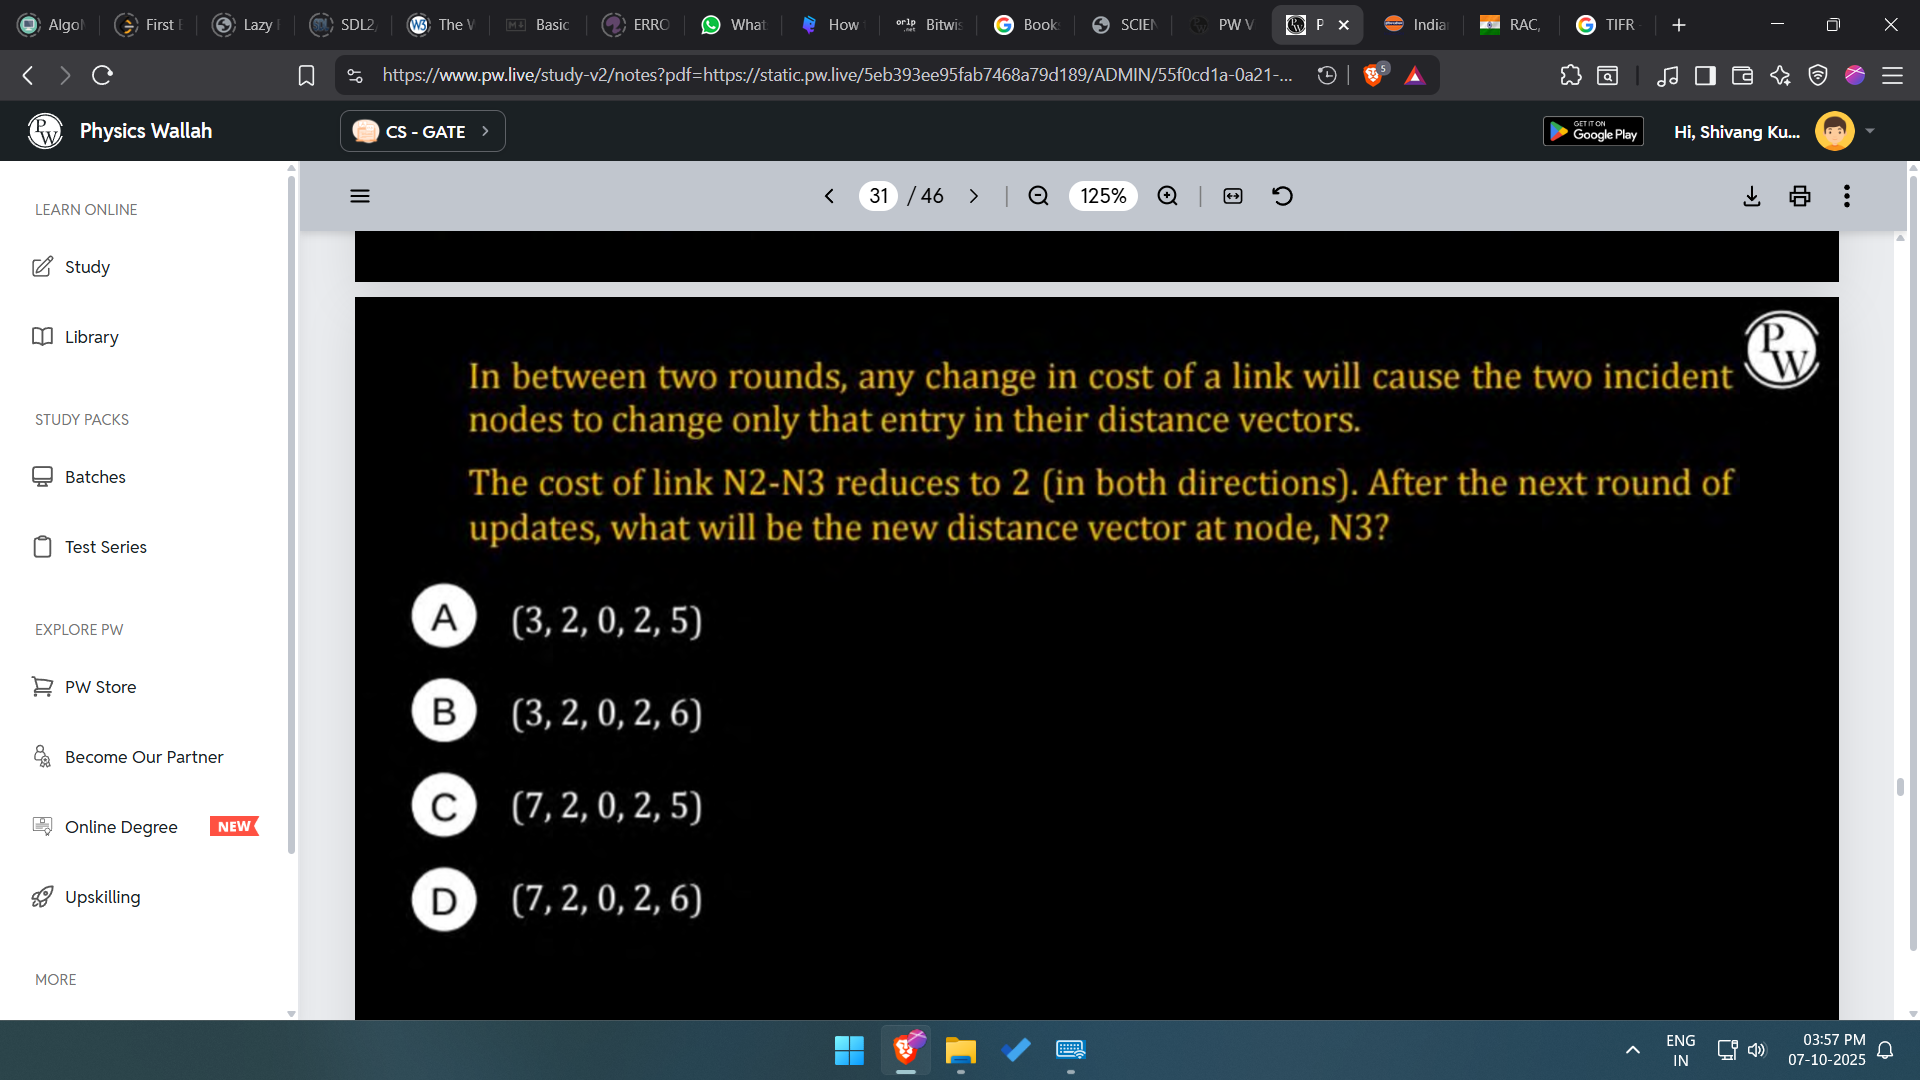 Algo
First
Lazy
SDL2
The
Basic
ERRO
What
How
orlp .net
Bitwis
Book
SCIEN
PW V
P
India
RAC,
TIFR
https://www.pw.live/study-v2/notes?pdf=https://static.pw.live/5eb393ee95fab7468a79d189/ADMIN/55f0cd1a-0a21-...
5
PW
Physics Wallah
CS - GATE
GET IT ON
Google Play
Hi, Shivang Ku...
LEARN ONLINE
Study
Library
STUDY PACKS
Batches
Test Series
EXPLORE PW
PW Store
Become Our Partner
Online Degree NEW
Upskilling
MORE
31 / 46
125%
PW
In between two rounds, any change in cost of a link will cause the two incident
nodes to change only that entry in their distance vectors.
The cost of link N2-N3 reduces to 2 (in both directions). After the next round of
updates, what will be the new distance vector at node, N3?
A (3, 2, 0, 2, 5)
B (3, 2, 0, 2, 6)
C (7, 2, 0, 2, 5)
D (7, 2, 0, 2, 6)
ENG
IN
03:57 PM
07-10-2025